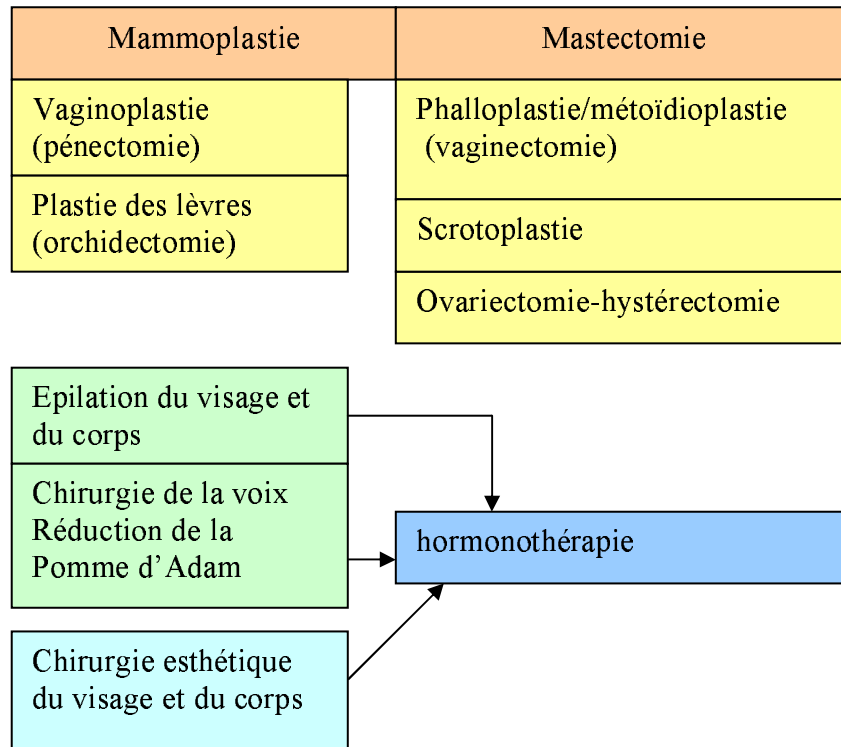 Mammoplastie
Mastectomie
Vaginoplastie
(pénectomie)
Phalloplastie/métoïdioplastie
(vaginectomie)
Plastie des lèvres
(orchidectomie)
Scrotoplastie
Ovariectomie-hystérectomie
Epilation du visage et
du corps
Chirurgie de la voix
Réduction de la
Pomme d'Adam
hormonothérapie
Chirurgie esthétique
du visage et du corps